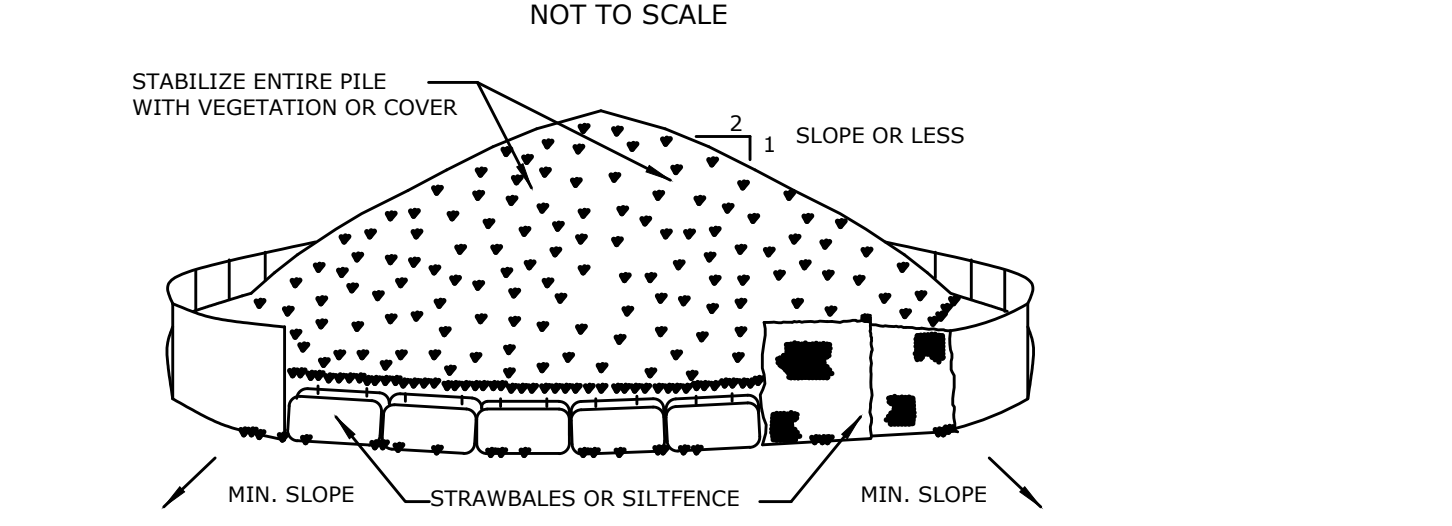 NOT TO SCALE
STABILIZE ENTIRE PILE
WITH VEGETATION OR COVER
2
1
SLOPE OR LESS
MIN. SLOPE
STRAWBALES OR SILTFENCE
MIN. SLOPE